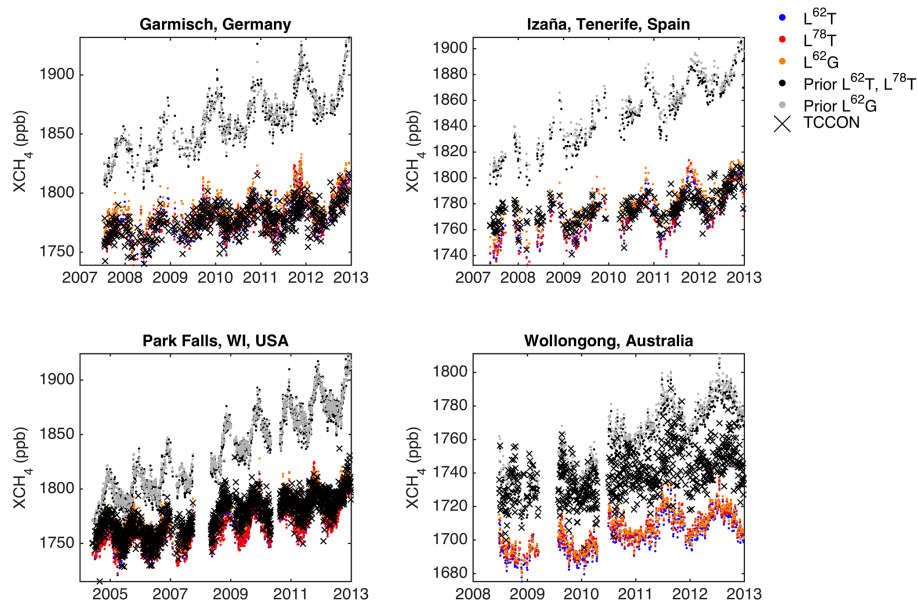 Garmisch, Germany
XCH₄ (ppb)
1900
1850
1800
1750
2007 2008 2009 2010 2011 2012 2013
Izaña, Tenerife, Spain
XCH₄ (ppb)
1900
1880
1860
1840
1820
1800
1780
1760
1740
2007 2008 2009 2010 2011 2012 2013
L⁶²T
L⁷⁸T
L⁶²G
Prior L⁶²T, L⁷⁸T
Prior L⁶²G
TCCON
Park Falls, WI, USA
XCH₄ (ppb)
1900
1850
1800
1750
2005 2007 2009 2011 2013
Wollongong, Australia
XCH₄ (ppb)
1800
1780
1760
1740
1720
1700
1680
2008 2009 2010 2011 2012 2013